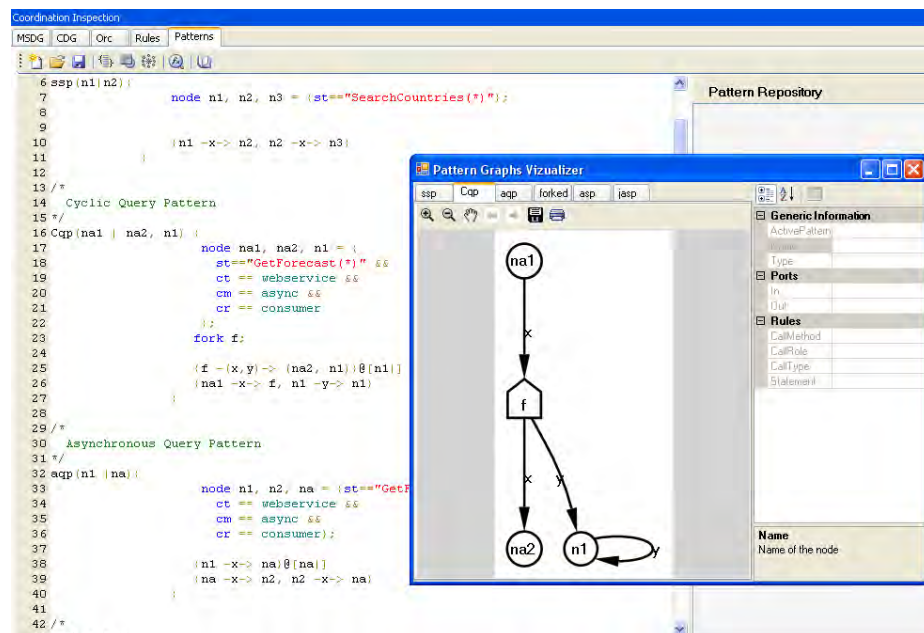 Coordination Inspection
MSDG CDG Orc Rules Patterns
6 ssp(n1|n2){
7 node n1, n2, n3 = {st=="SearchCountries(*)"};
8
9
10 {n1 -x-> n2, n2 -x-> n3}
11 }
12
13 /*
14 Cyclic Query Pattern
15 */
16 Cqp(na1 | na2, n1) {
17 node na1, na2, n1 = {
18 st=="GetForecast(*)" &&
19 ct == webservice &&
20 cm == async &&
21 cr == consumer
22 };
23 fork f;
24
25 {f -(x,y)-> (na2, n1)}@[n1|]
26 {na1 -x-> f, n1 -y-> n1}
27 }
28
29 /*
30 Asynchronous Query Pattern
31 */
32 aqp(n1 |na){
33 node n1, n2, na = {st=="GetF
34 ct == webservice &&
35 cm == async &&
36 cr == consumer};
37
38 {n1 -x-> na}@[na|]
39 {na -x-> n2, n2 -x-> na}
40 }
41
42 /*
Pattern Repository
Pattern Graphs Vizualizer
ssp Cqp aqp forked asp jasp
na1
x
f
x y
na2 n1 y
Generic Information
ActivePattern
Name
Type
Ports
In
Out
Rules
CallMethod
CallRole
CallType
Statement
Name
Name of the node